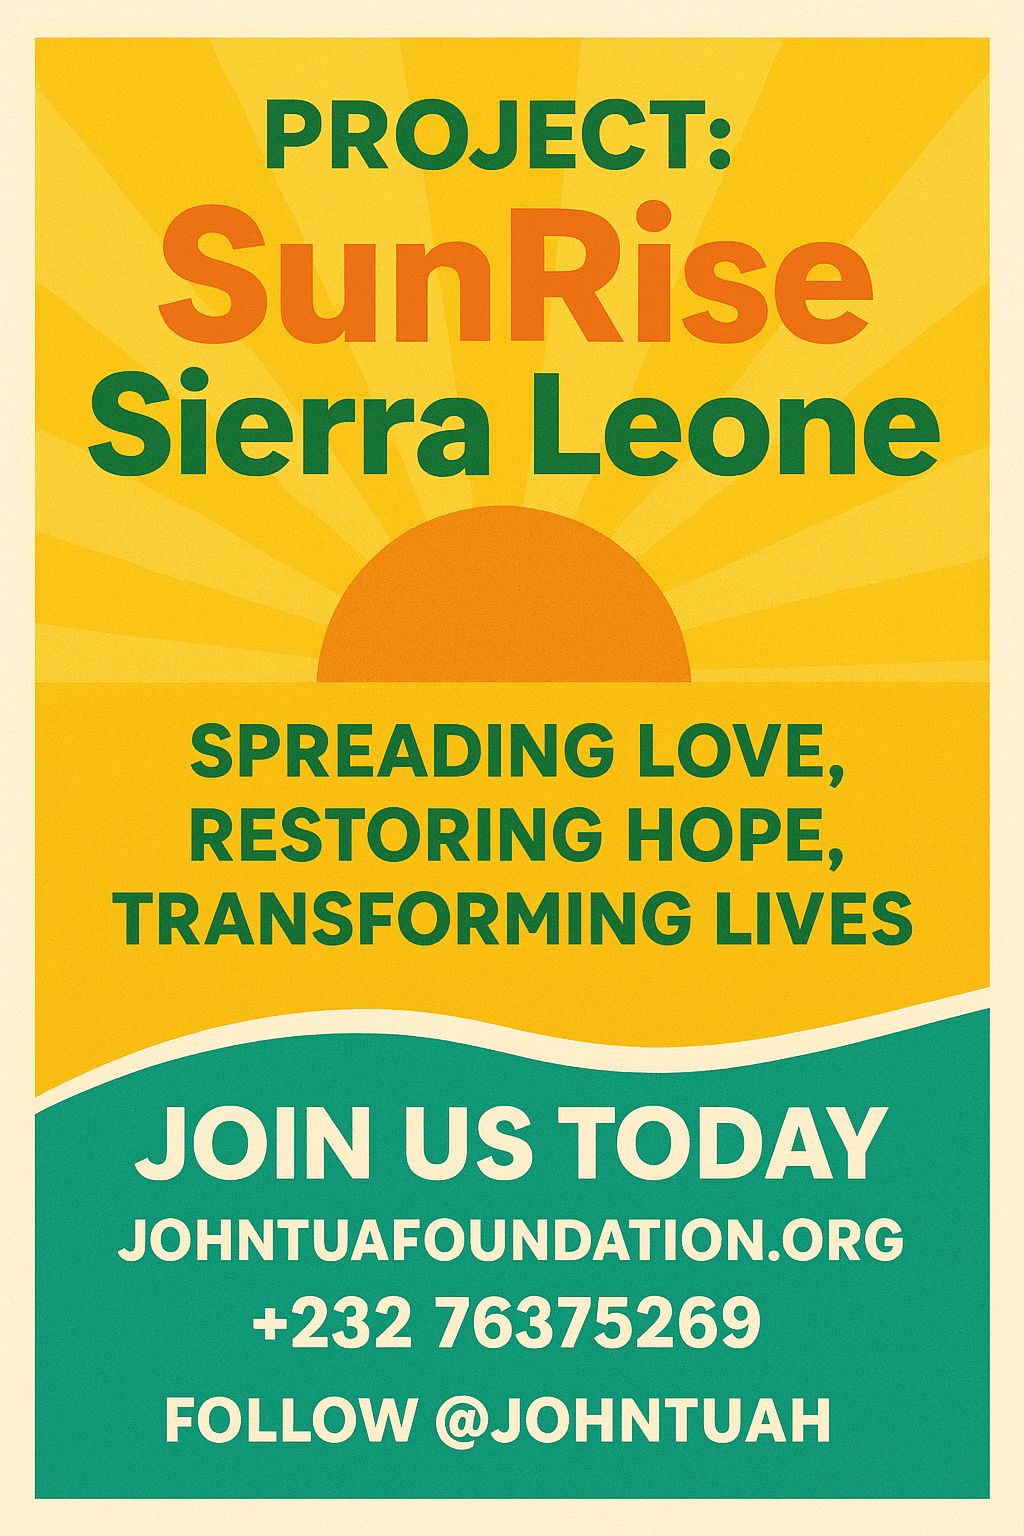 PROJECT:
SunRise
Sierra Leone
SPREADING LOVE,
RESTORING HOPE,
TRANSFORMING LIVES
JOIN US TODAY
JOHNTUAFOUNDATION.ORG
+232 76375269
FOLLOW @JOHNTUAH